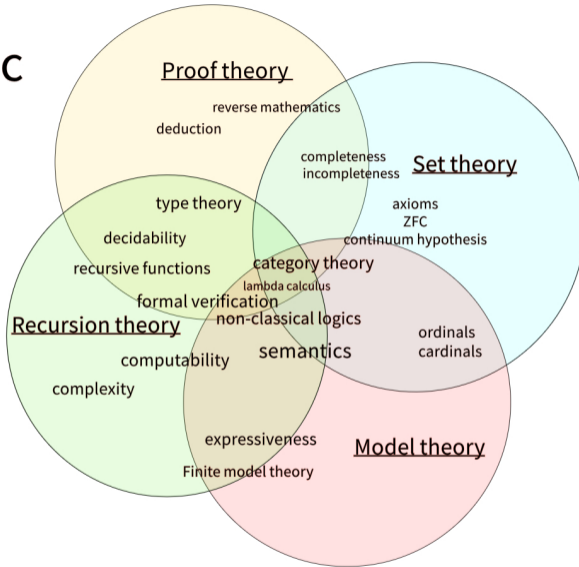 C
Proof theory
reverse mathematics
deduction
completeness
incompleteness
Set theory
type theory
axioms
ZFC
decidability
continuum hypothesis
category theory
recursive functions
lambda calculus
formal verification
non-classical logics
Recursion theory
ordinals
cardinals
semantics
computability
complexity
expressiveness
Model theory
Finite model theory